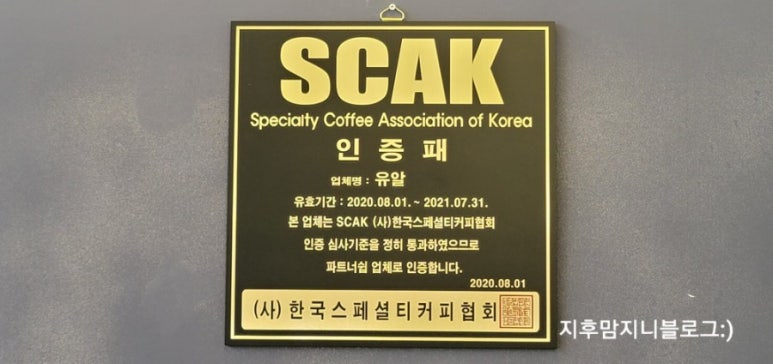 SCAK
Specialty Coffee Association of Korea
인증패
업체명 : 유알
유효기간 : 2020.08.01. ~ 2021.07.31.
본 업체는 SCAK (사)한국스페셜티커피협회
인증 심사기준을 정히 통과하였으므로
파트너쉽 업체로 인증합니다.
2020.08.01
(사)한국스페셜티커피협회
지후맘지니블로그:)